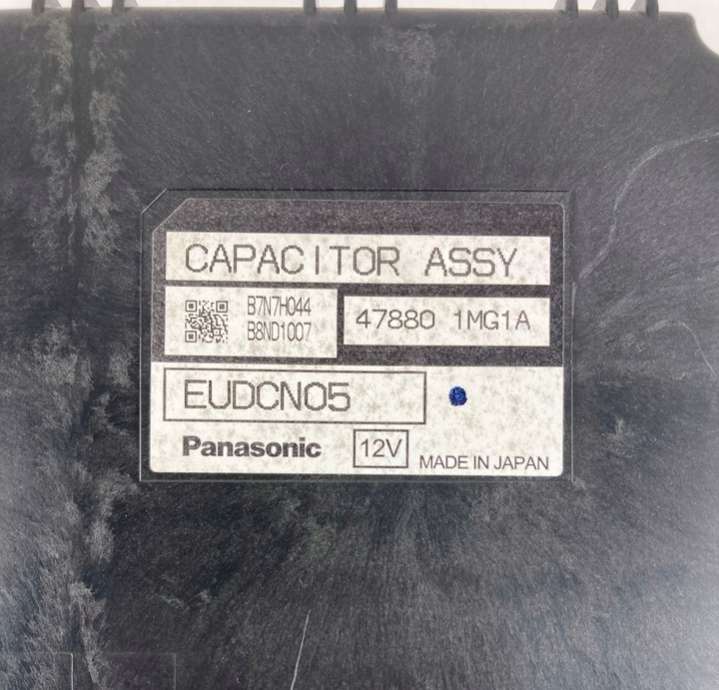 CAPACITOR ASSY
B7N7H044
B8ND1007
47880 1MG1A
EUDCN05
Panasonic
12V
MADE IN JAPAN